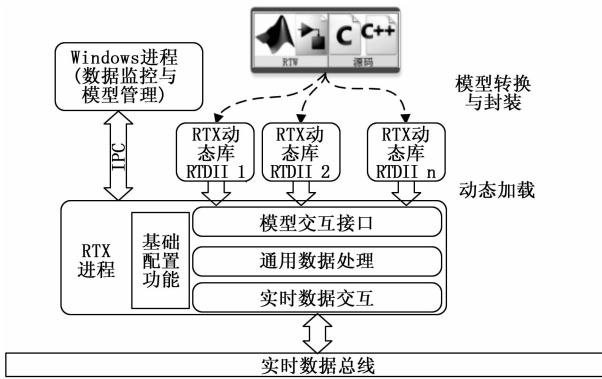 C C++
RTW 源码
Windows进程
(数据监控与
模型管理)
模型转换
与封装
IPC
RTX动
态库
RTDII 1
RTX动
态库
RTDII 2
RTX动
态库
RTDII n
动态加载
RTX
进程
基础
配置
功能
模型交互接口
通用数据处理
实时数据交互
实时数据总线